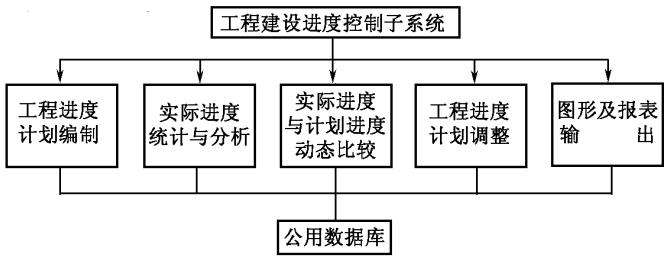 工程建设进度控制子系统
工程进度
计划编制
实际进度
统计与分析
实际进度
与计划进度
动态比较
工程进度
计划调整
图形及报表
输出
公用数据库